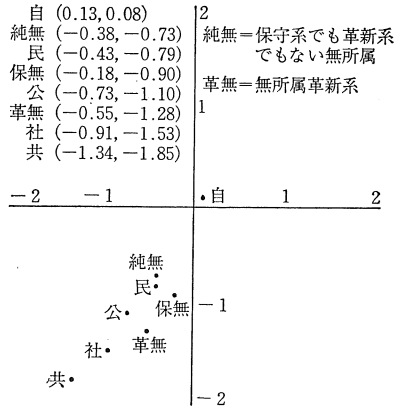 自 (0.13,0.08)
純無 (−0.38,−0.73)
民 (−0.43,−0.79)
保無 (−0.18,−0.90)
公 (−0.73,−1.10)
革無 (−0.55,−1.28)
社 (−0.91,−1.53)
共 (−1.34,−1.85)
2
純無=保守系でも革新系
でもない無所属
革無=無所属革新系
1
−2
−1
自
1
2
純無
民
保無
公
−1
革無
社
共
−2